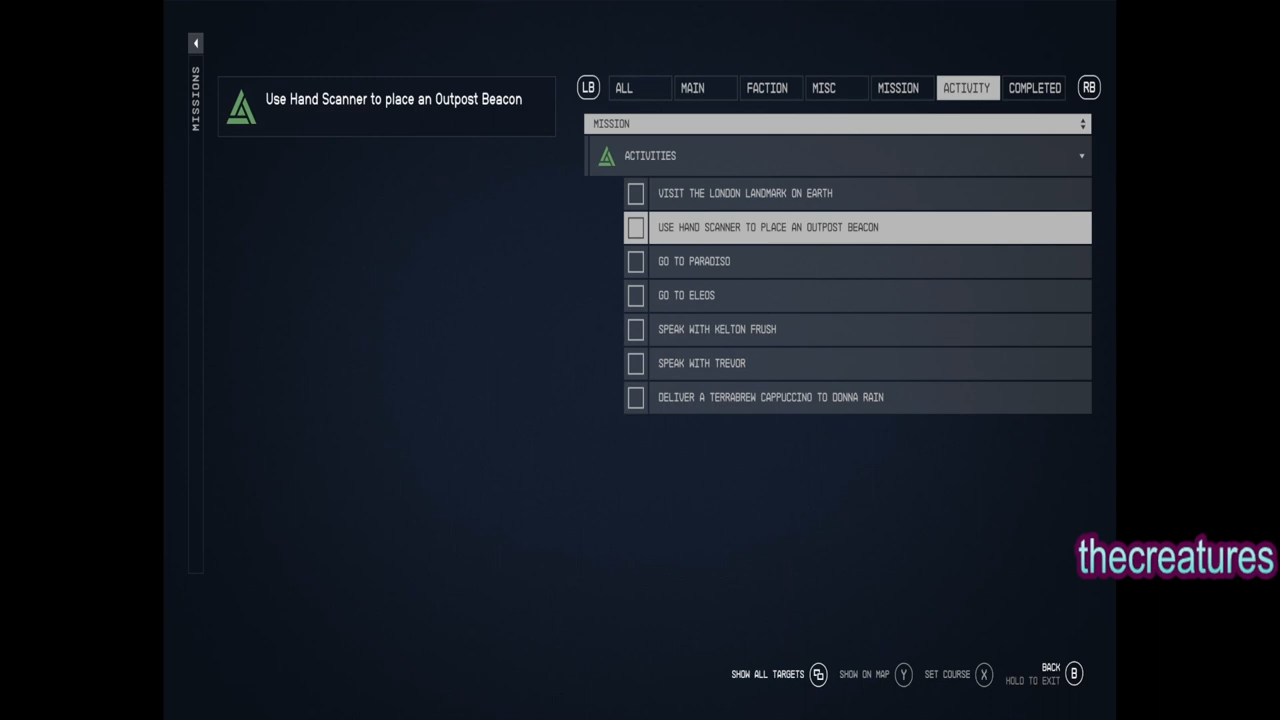 MISSIONS
Use Hand Scanner to place an Outpost Beacon
LB ALL MAIN FACTION MISC MISSION ACTIVITY COMPLETED RB
MISSION
ACTIVITIES
VISIT THE LONDON LANDMARK ON EARTH
USE HAND SCANNER TO PLACE AN OUTPOST BEACON
GO TO PARADISO
GO TO ELEOS
SPEAK WITH KELTON FRUSH
SPEAK WITH TREVOR
DELIVER A TERRABREW CAPPUCCINO TO DONNA RAIN
thecreatures
SHOW ALL TARGETS SHOW ON MAP Y SET COURSE X BACK B
HOLD TO EXIT